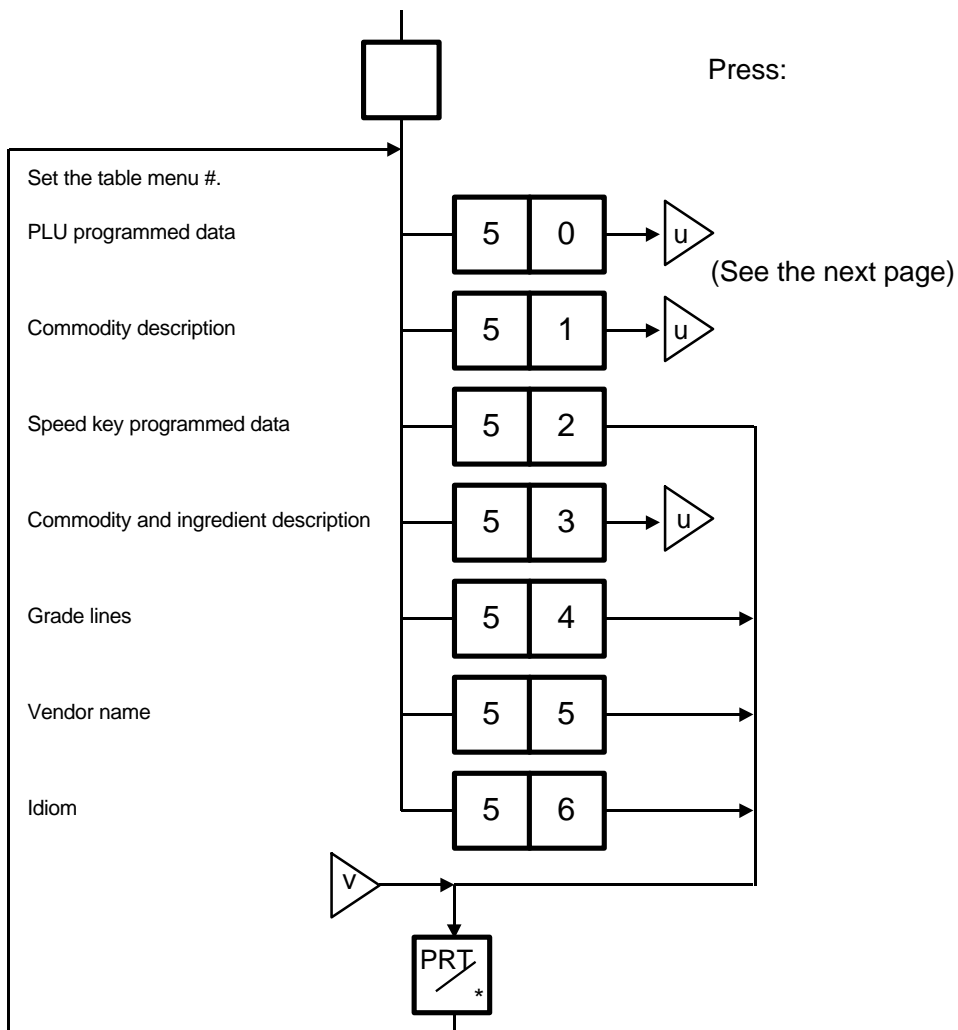 Press:
Set the table menu #.
PLU programmed data
5 0
u
(See the next page)
Commodity description
5 1
u
Speed key programmed data
5 2
Commodity and ingredient description
5 3
u
Grade lines
5 4
Vendor name
5 5
Idiom
5 6
v
PRT
*